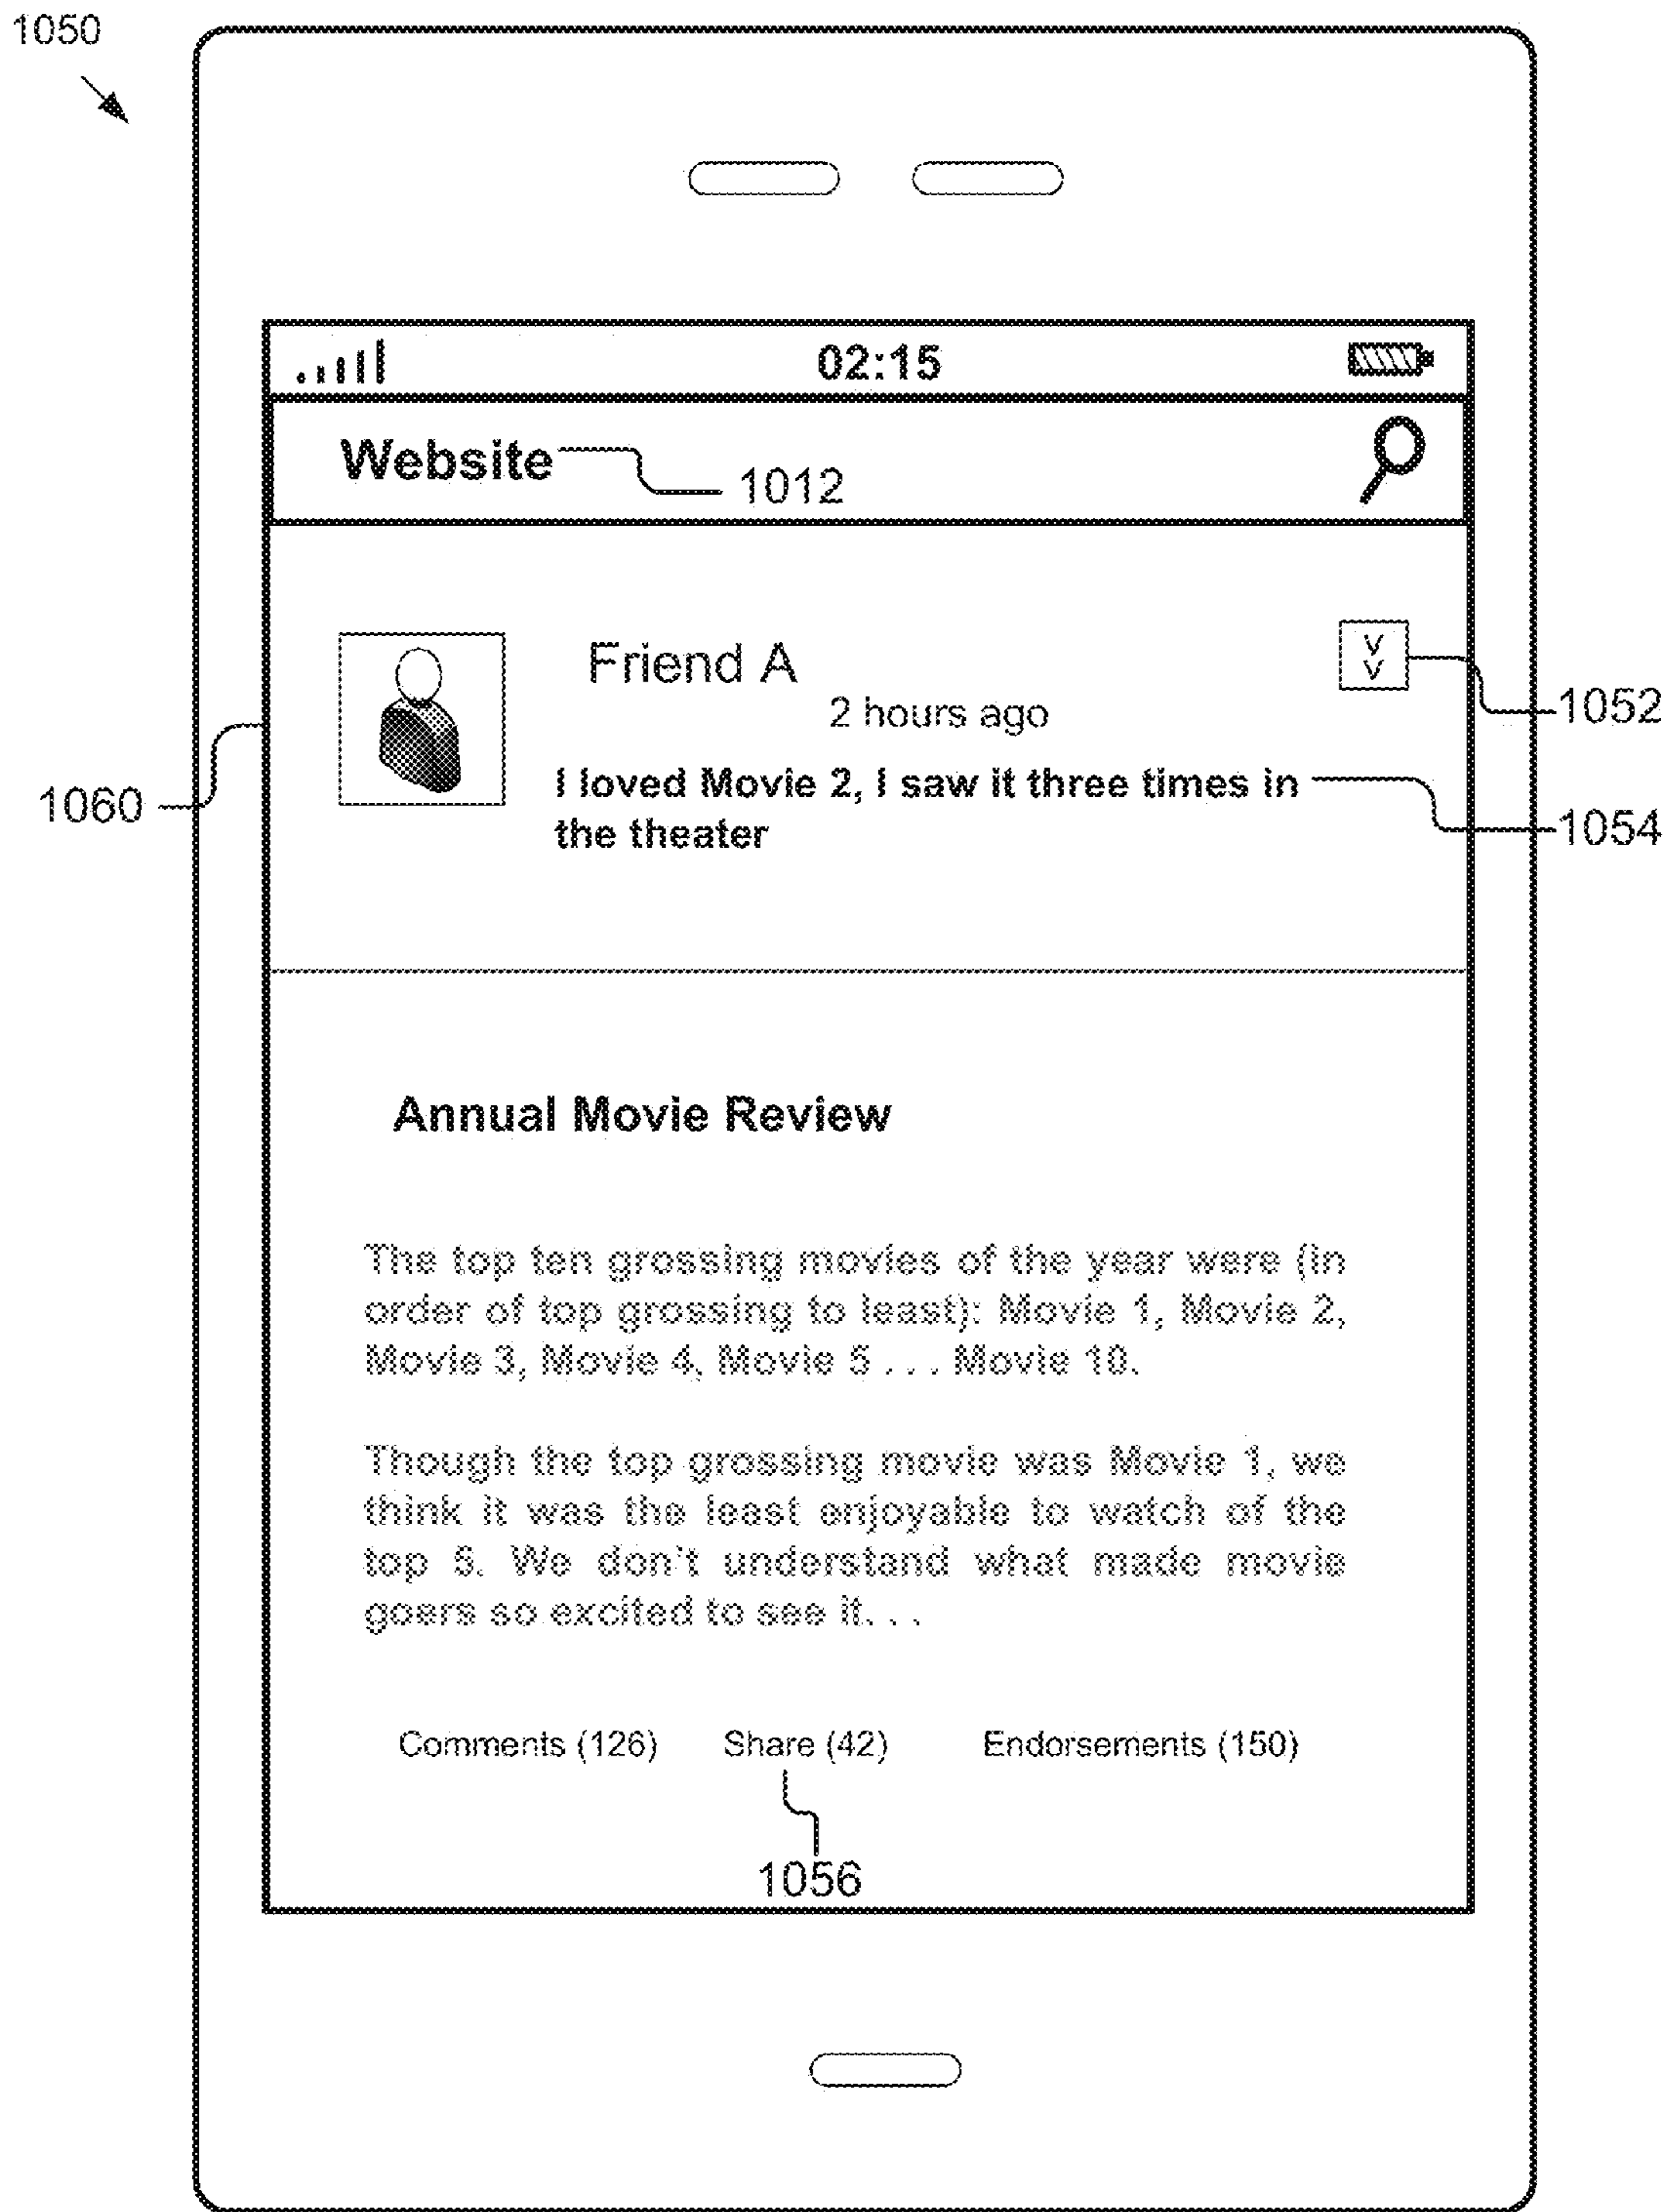 1050
02:15
Website
1012
Friend A
V
V
1052
2 hours ago
1060
I loved Movie 2, I saw it three times in
the theater
1054
Annual Movie Review
The top ten grossing movies of the year were (in
order of top grossing to least): Movie 1, Movie 2,
Movie 3, Movie 4, Movie 5 . . . Movie 10.
Though the top grossing movie was Movie 1, we
think it was the least enjoyable to watch of the
top 5. We don't understand what made movie
goers so excited to see it. . .
Comments (126) Share (42) Endorsements (150)
1056